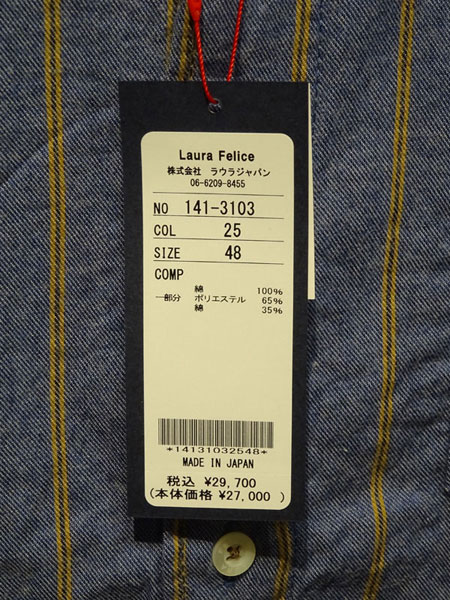 Laura Felice
株式会社 ラウラジャパン
06-6209-8455
NO 141-3103
COL 25
SIZE 48
COMP
綿 100%
一部分 ポリエステル 65%
綿 35%
*14131032548*
MADE IN JAPAN
税込 ¥29,700
(本体価格 ¥27,000 )